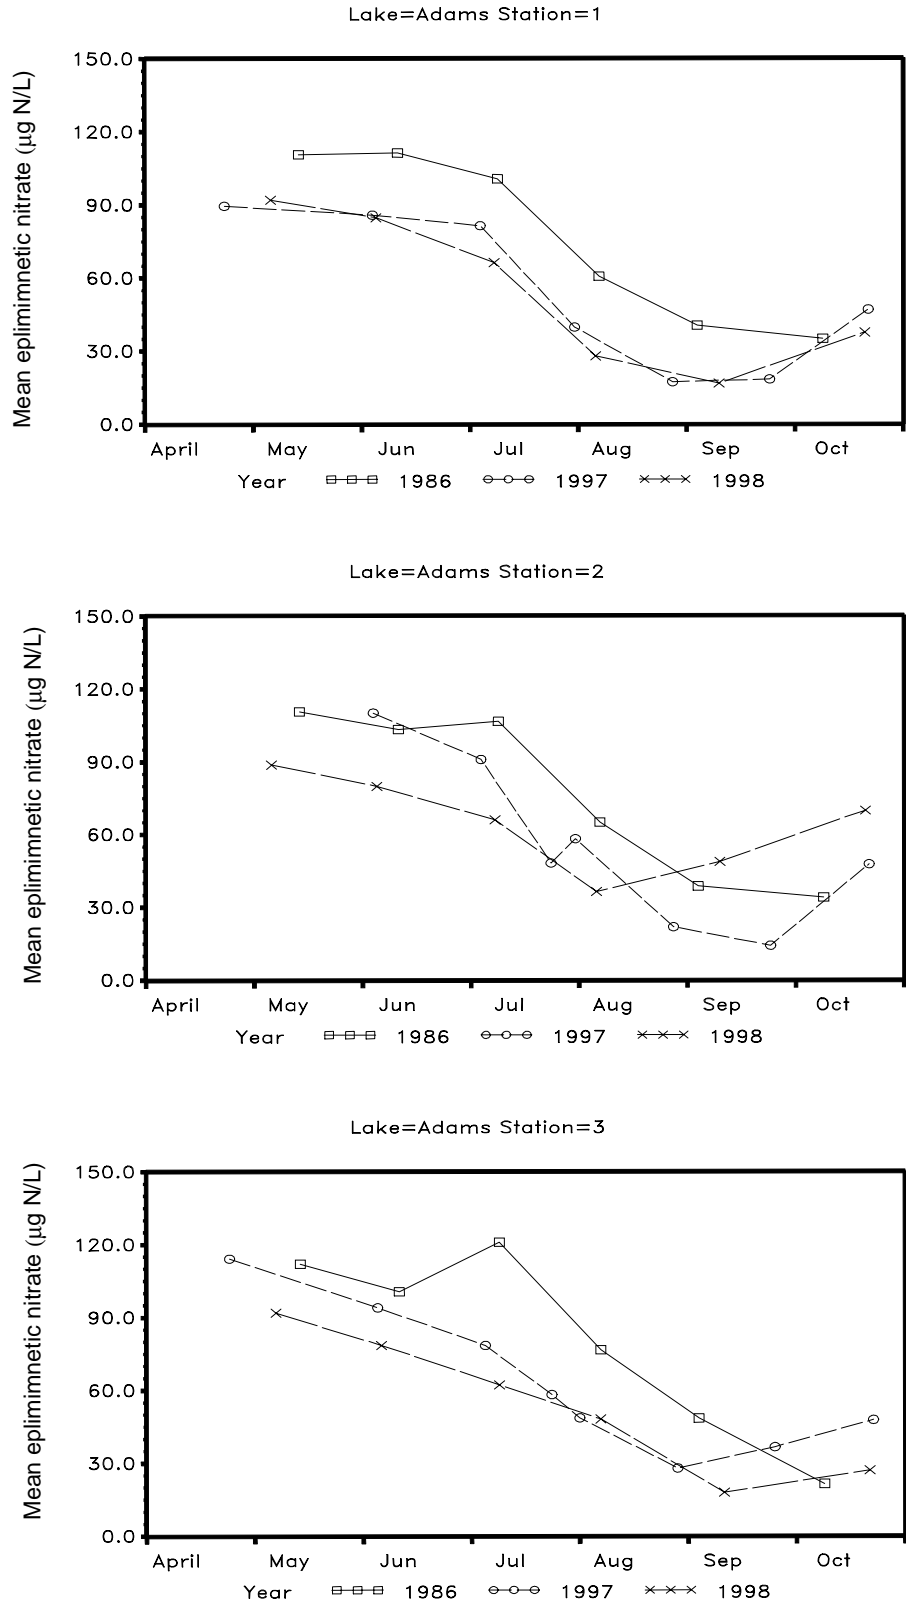 Lake=Adams Station=1
Mean eplimimnetic nitrate (µg N/L)
150.0
120.0
90.0
60.0
30.0
0.0
April May Jun Jul Aug Sep Oct
Year 1986 1997 1998
Lake=Adams Station=2
Mean eplimimnetic nitrate (µg N/L)
150.0
120.0
90.0
60.0
30.0
0.0
April May Jun Jul Aug Sep Oct
Year 1986 1997 1998
Lake=Adams Station=3
Mean eplimimnetic nitrate (µg N/L)
150.0
120.0
90.0
60.0
30.0
0.0
April May Jun Jul Aug Sep Oct
Year 1986 1997 1998